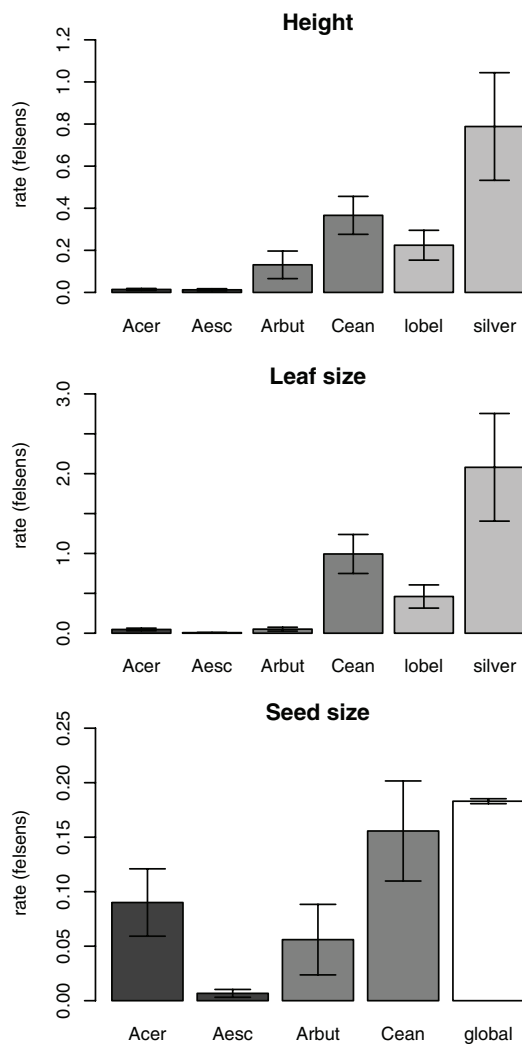 Height
rate (felsens)
1.2
1.0
0.8
0.6
0.4
0.2
0.0
Acer Aesc Arbut Cean lobel silver
Leaf size
rate (felsens)
3.0
2.0
1.0
0.0
Acer Aesc Arbut Cean lobel silver
Seed size
rate (felsens)
0.25
0.20
0.15
0.10
0.05
0.00
Acer Aesc Arbut Cean global